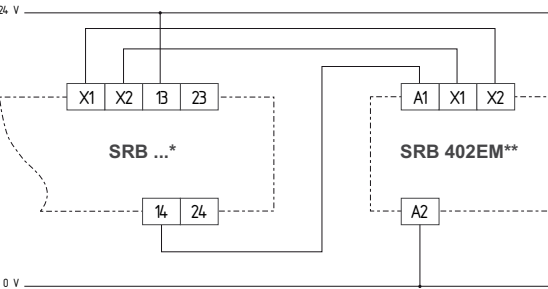 24 V
X1 X2 13 23 A1 X1 X2
SRB ...* SRB 402EM**
14 24 A2
0 V